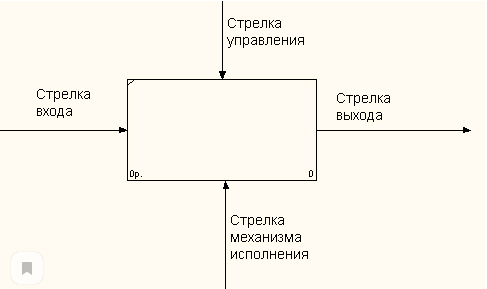 Стрелка
управления
Стрелка
входа
Стрелка
выхода
0р.
0
Стрелка
механизма
исполнения